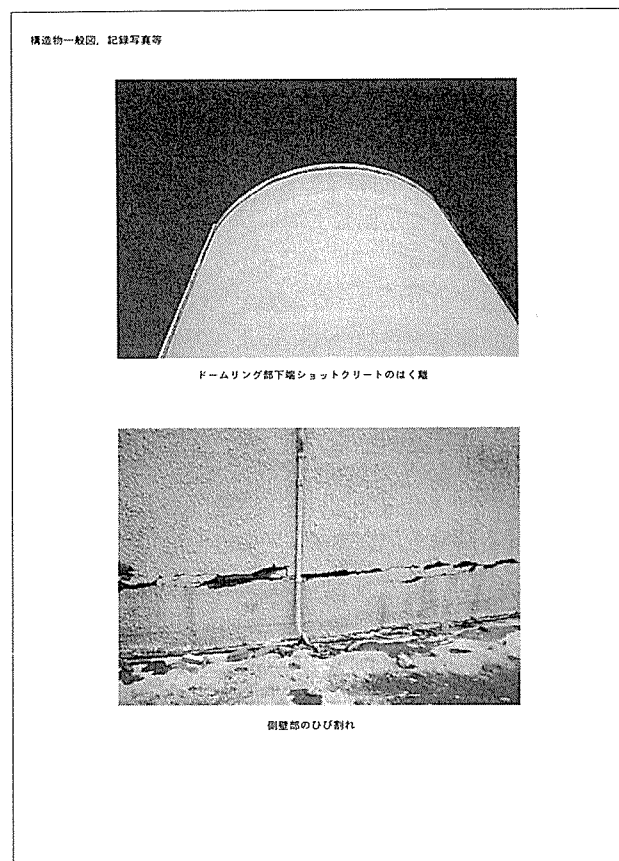 構造物一般図, 記録写真等
ドームリング部下端ショットクリートのはく離
側壁部のひび割れ